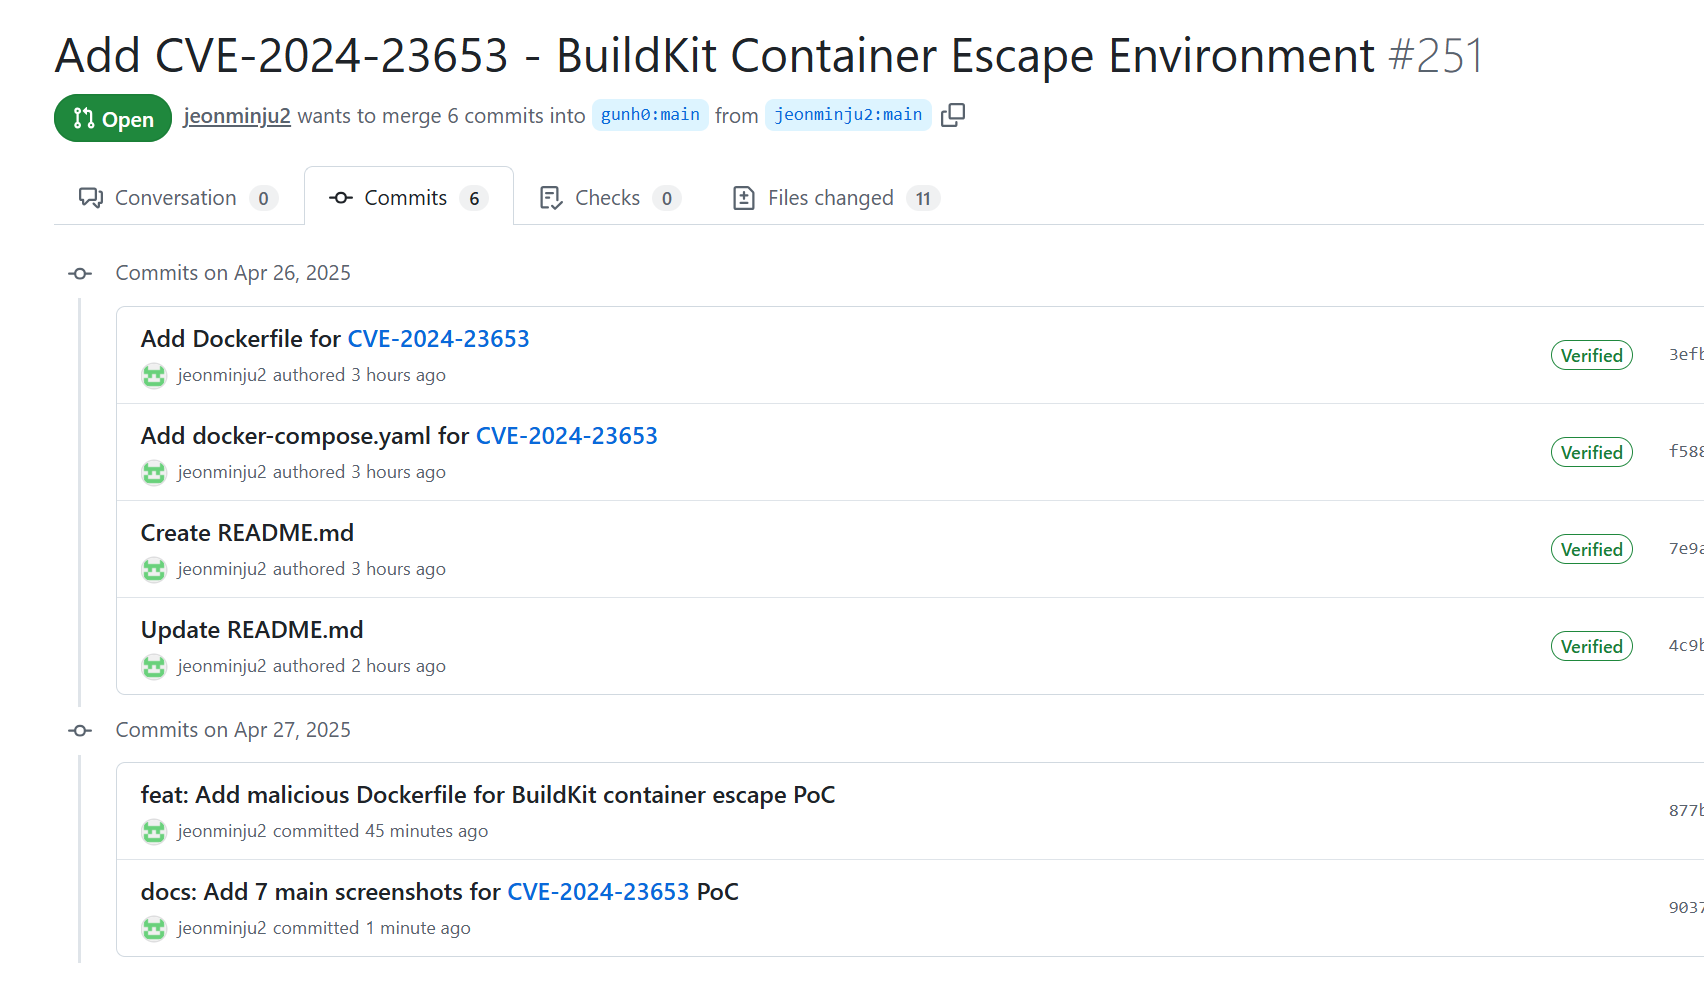 Add CVE-2024-23653 - BuildKit Container Escape Environment #251
Open jeonminju2 wants to merge 6 commits into gunh0:main from jeonminju2:main
Conversation 0 Commits 6 Checks 0 Files changed 11
Commits on Apr 26, 2025
Add Dockerfile for CVE-2024-23653
jeonminju2 authored 3 hours ago Verified 3efb
Add docker-compose.yaml for CVE-2024-23653
jeonminju2 authored 3 hours ago Verified f588
Create README.md
jeonminju2 authored 3 hours ago Verified 7e9a
Update README.md
jeonminju2 authored 2 hours ago Verified 4c9b
Commits on Apr 27, 2025
feat: Add malicious Dockerfile for BuildKit container escape PoC
jeonminju2 committed 45 minutes ago 877b
docs: Add 7 main screenshots for CVE-2024-23653 PoC
jeonminju2 committed 1 minute ago 9037